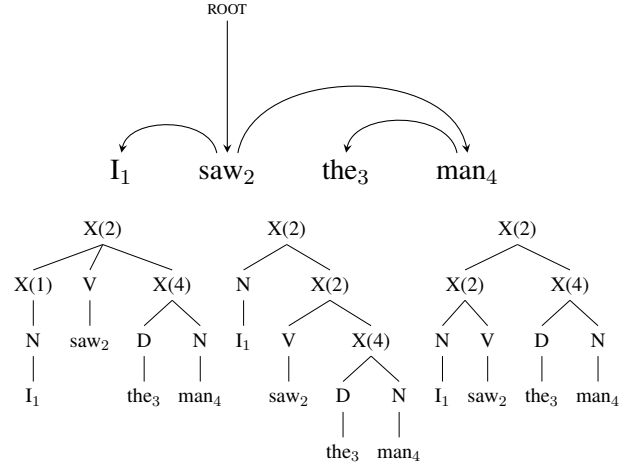 ROOT
I₁ saw₂ the₃ man₄
X(2) X(2) X(2)
X(1) V X(4) N X(2) X(2) X(4)
N saw₂ D N I₁ V X(4) N V D N
I₁ the₃ man₄ saw₂ D N I₁ saw₂ the₃ man₄
the₃ man₄